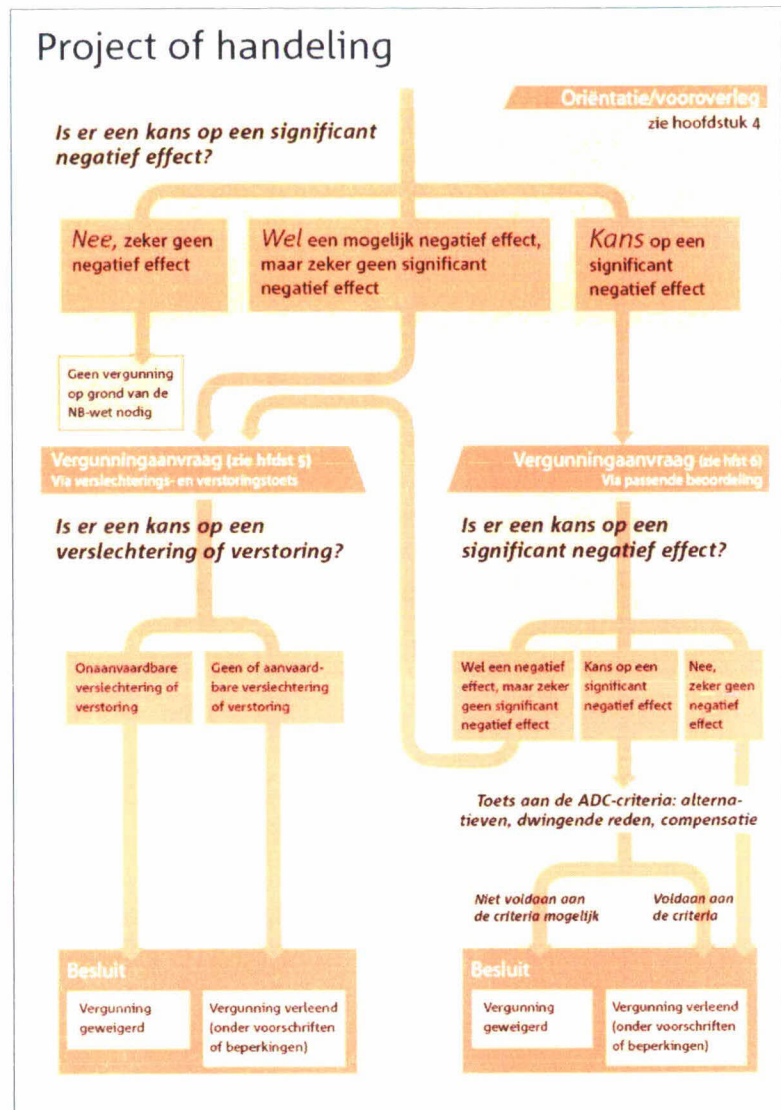 Project of handeling
Oriëntatie/vooroverleg
zie hoofdstuk 4
Is er een kans op een significant
negatief effect?
Nee, zeker geen
negatief effect
Wel een mogelijk negatief effect,
maar zeker geen significant
negatief effect
Kans op een
significant
negatief effect
Geen vergunning
op grond van de
NB-wet nodig
Vergunningaanvraag (zie hfdst 5)
Via verslechterings- en verstoringstoets
Vergunningaanvraag (zie hfst 6)
Via passende beoordeling
Is er een kans op een
verslechtering of verstoring?
Is er een kans op een
significant negatief effect?
Onaanvaardbare
verslechtering of
verstoring
Geen of aanvaard-
bare verslechtering
of verstoring
Wel een negatief
effect, maar zeker
geen significant
negatief effect
Kans op een
significant
negatief effect
Nee,
zeker geen
negatief
effect
Toets aan de ADC-criteria: alterna-
tieven, dwingende reden, compensatie
Niet voldaan aan
de criteria mogelijk
Voldaan aan
de criteria
Besluit
Vergunning
geweigerd
Vergunning verleend
(onder voorschriften
of beperkingen)
Besluit
Vergunning
geweigerd
Vergunning verleend
(onder voorschriften
of beperkingen)